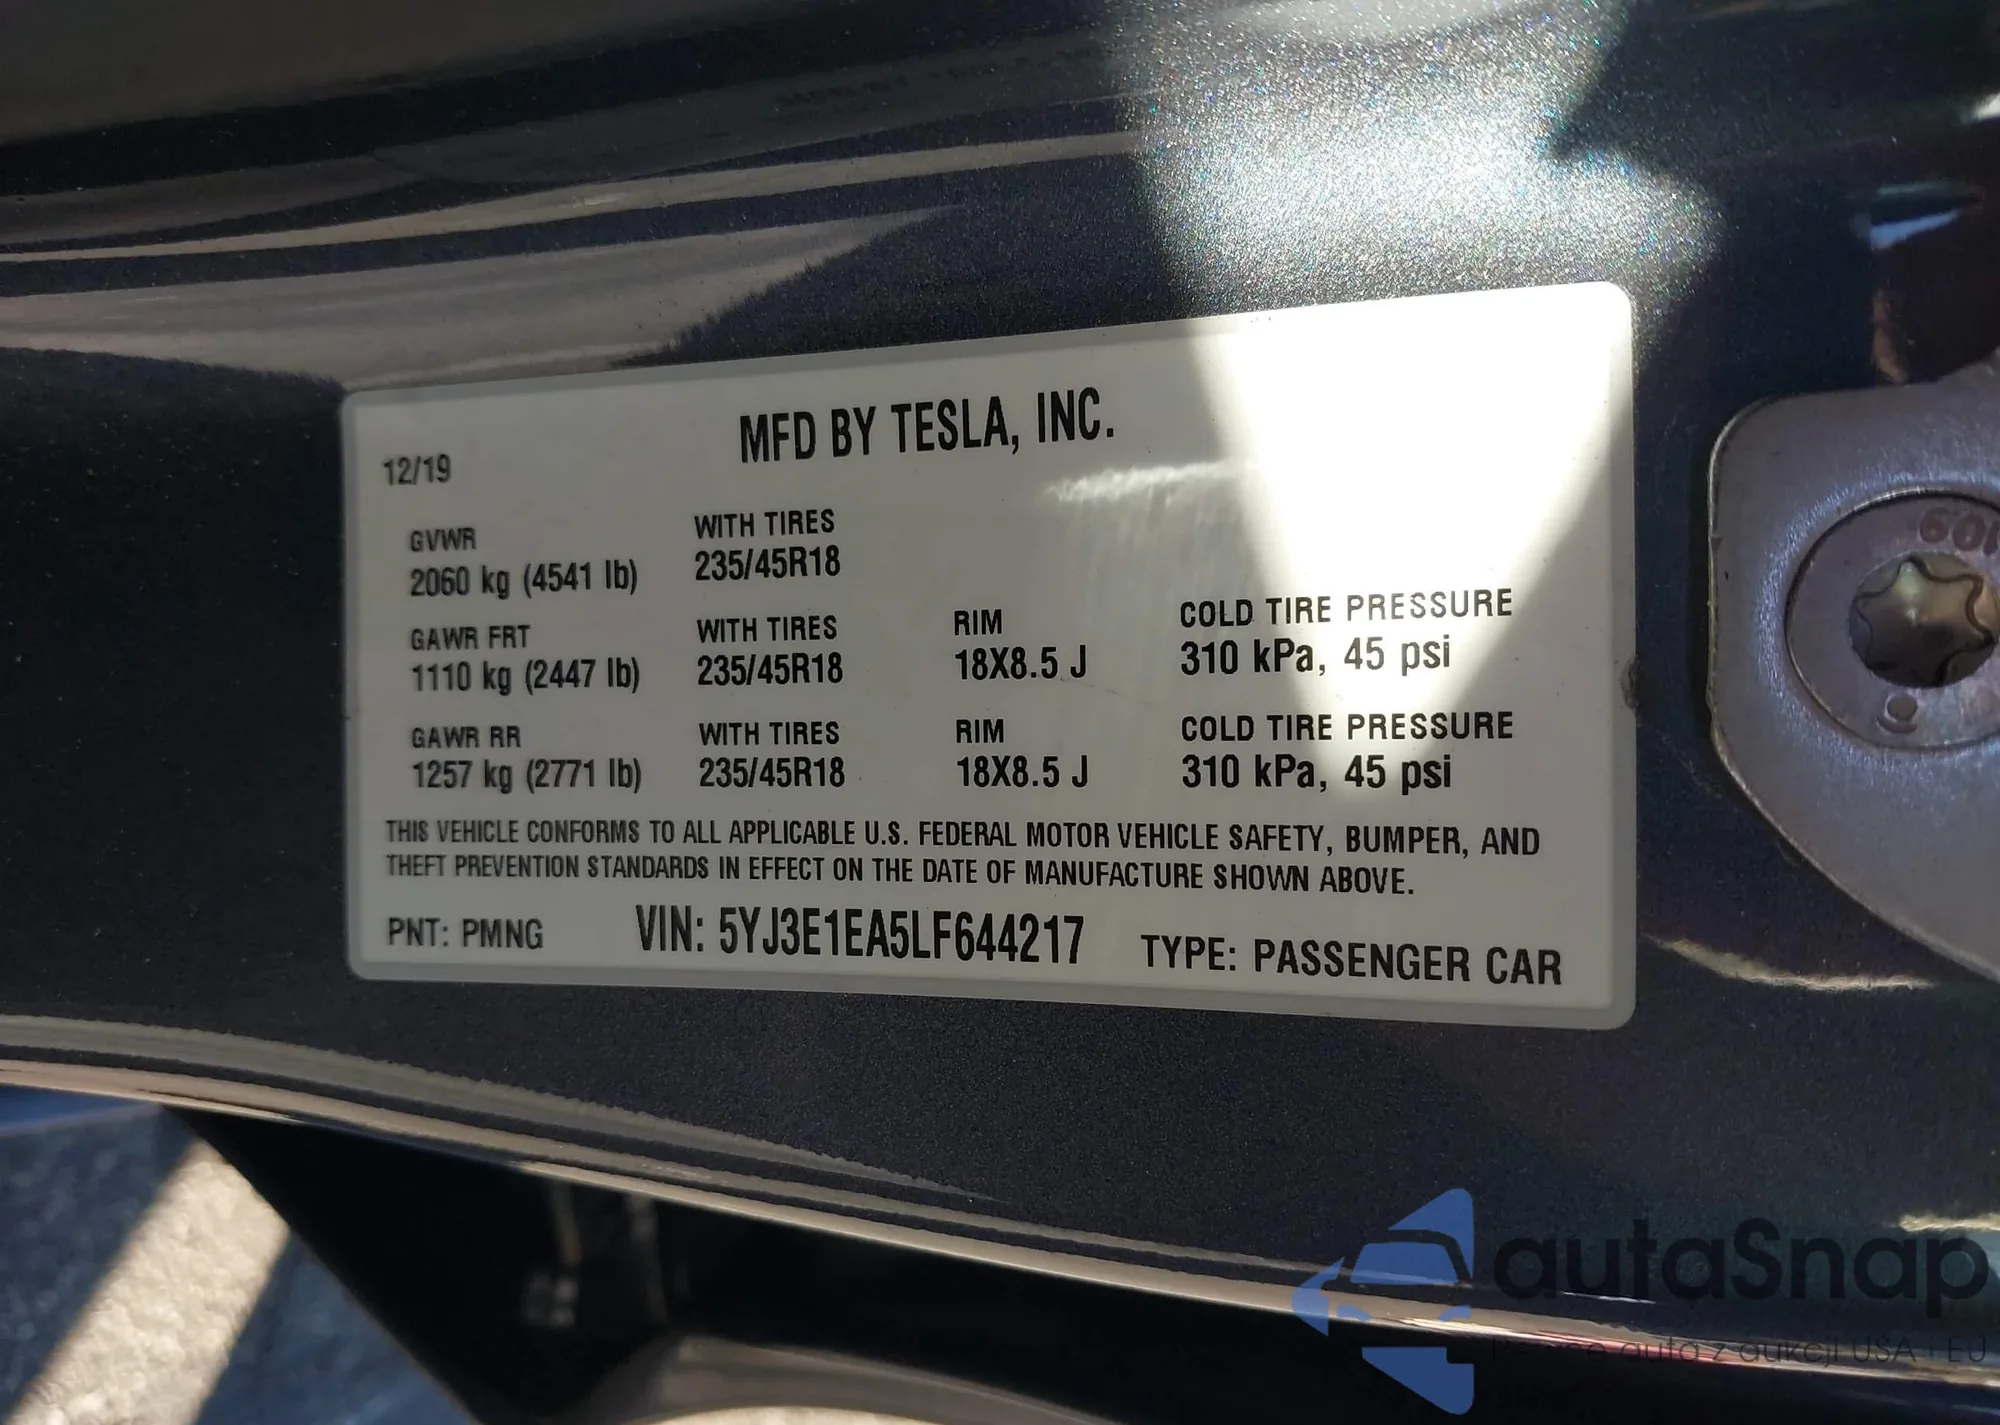 MFD BY TESLA, INC.
12/19
GVWR
2060 kg (4541 lb)
WITH TIRES
235/45R18
GAWR FRT
1110 kg (2447 lb)
WITH TIRES
235/45R18
RIM
18X8.5 J
COLD TIRE PRESSURE
310 kPa, 45 psi
GAWR RR
1257 kg (2771 lb)
WITH TIRES
235/45R18
RIM
18X8.5 J
COLD TIRE PRESSURE
310 kPa, 45 psi
THIS VEHICLE CONFORMS TO ALL APPLICABLE U.S. FEDERAL MOTOR VEHICLE SAFETY, BUMPER, AND
THEFT PREVENTION STANDARDS IN EFFECT ON THE DATE OF MANUFACTURE SHOWN ABOVE.
PNT: PMNG
VIN: 5YJ3E1EA5LF644217
TYPE: PASSENGER CAR
autaSnap
auta z aukcji USA i EU